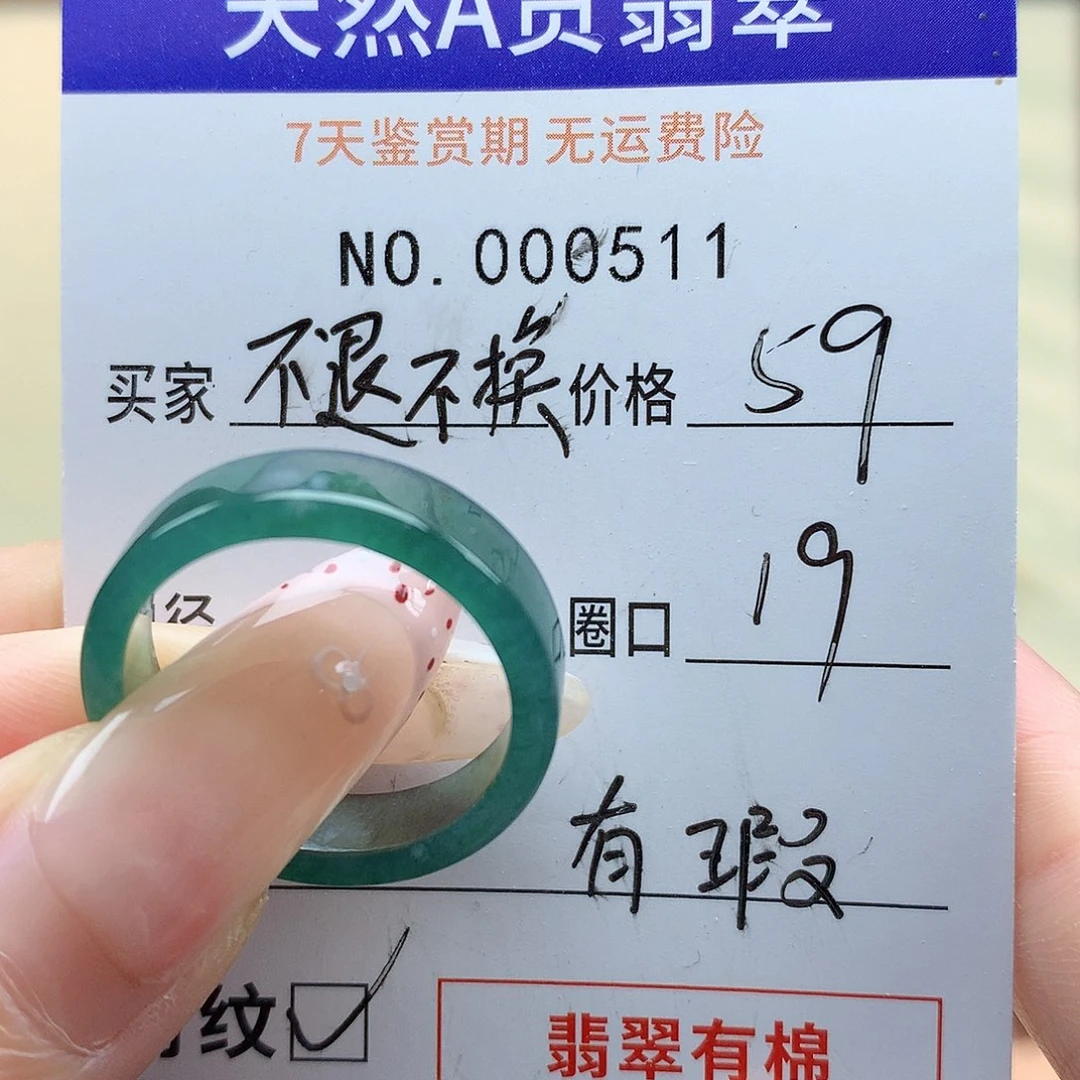 天然A货翡翠
7天鉴赏期 无运费险
NO. 000511
买家 不退不换 价格 59
径 圈口 19
有瑕
纹
翡翠有棉